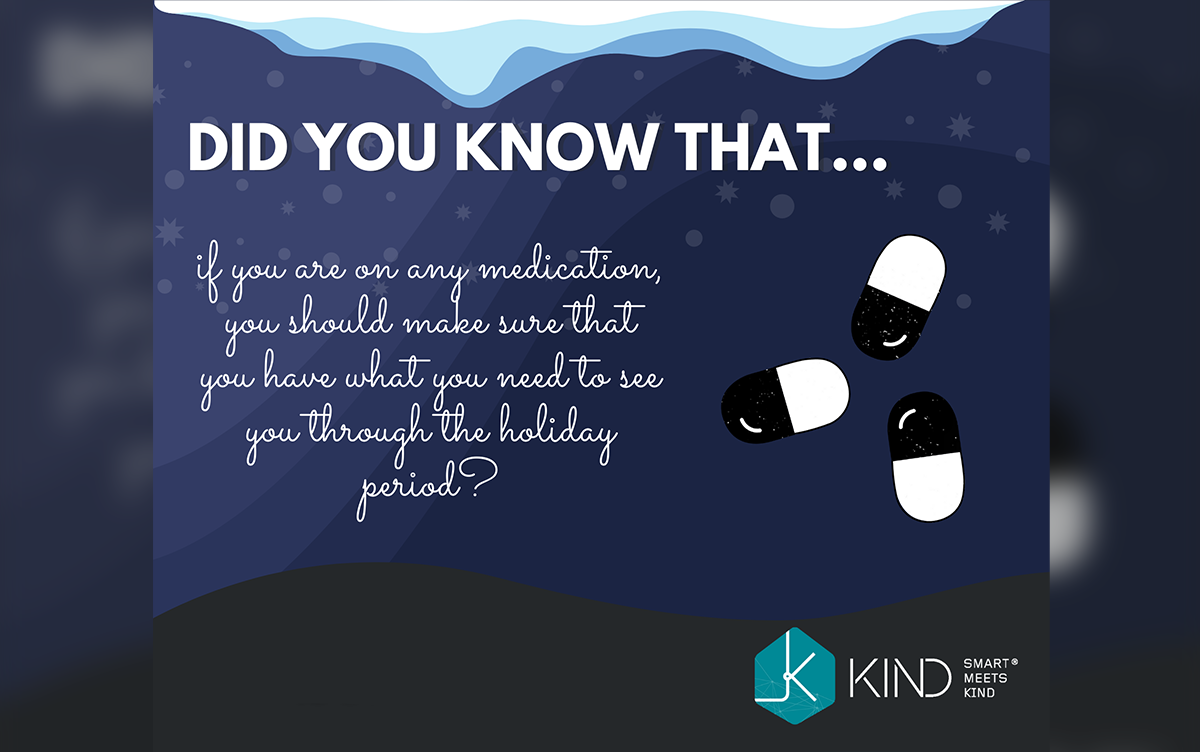 DID YOU KNOW THAT...
if you are on any medication,
you should make sure that
you have what you need to see
you through the holiday
period?
KIND
SMART®
MEETS
KIND